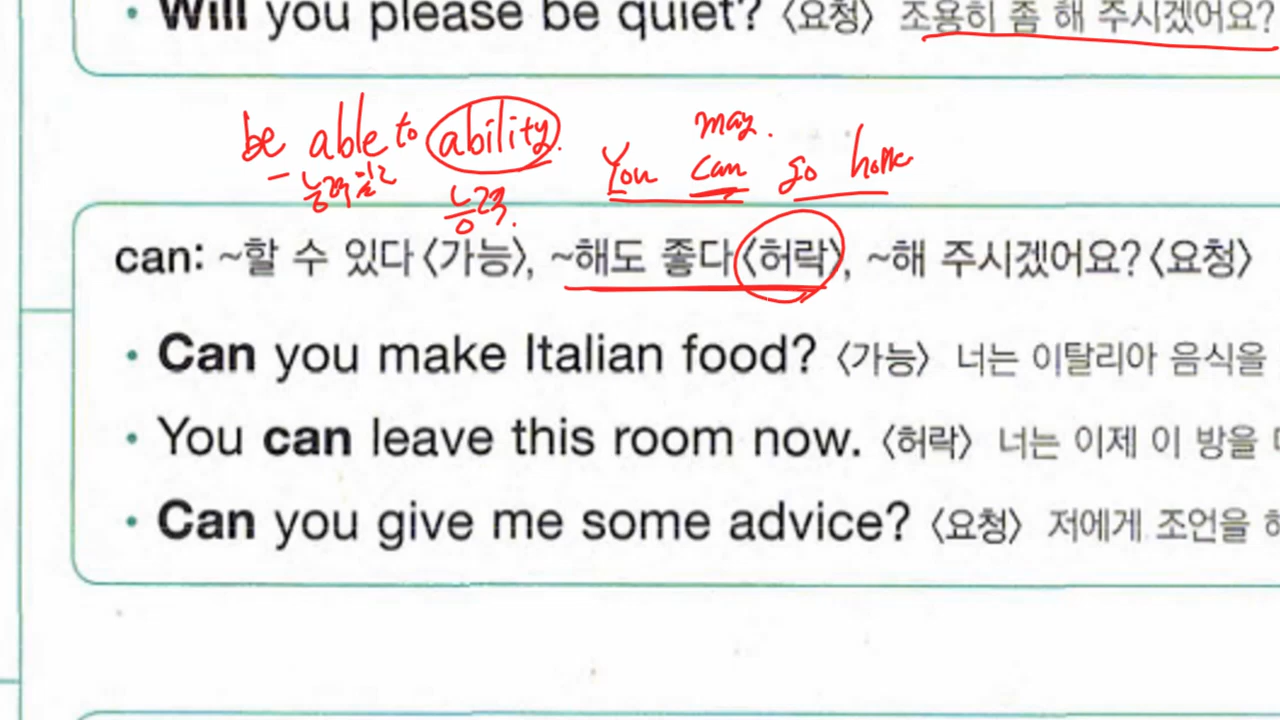 Will you please be quiet? 〈요청〉 조용히 좀 해 주시겠어요?
be able to ability.
may.
You can go home
능력
can: ~할 수 있다〈가능〉, ~해도 좋다〈허락〉, ~해 주시겠어요?〈요청〉
• Can you make Italian food? 〈가능〉 너는 이탈리아 음식을
• You can leave this room now. 〈허락〉 너는 이제 이 방을
• Can you give me some advice? 〈요청〉 저에게 조언을